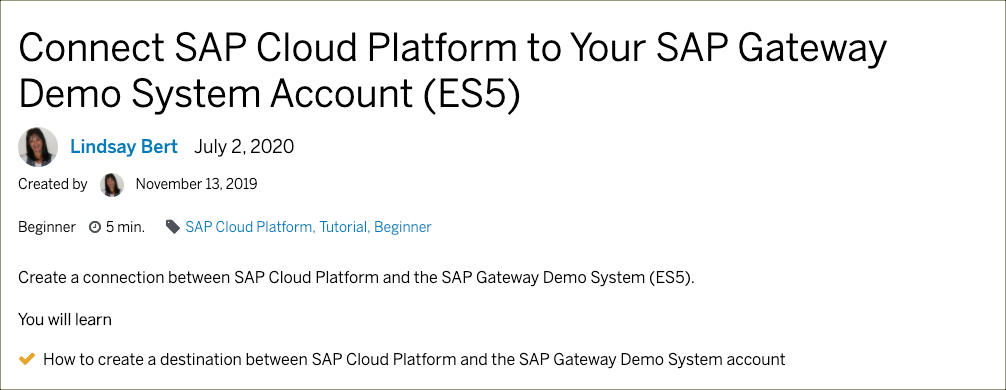 Connect SAP Cloud Platform to Your SAP Gateway
Demo System Account (ES5)
Lindsay Bert July 2, 2020
Created by November 13, 2019
Beginner 5 min. SAP Cloud Platform, Tutorial, Beginner
Create a connection between SAP Cloud Platform and the SAP Gateway Demo System (ES5).
You will learn
How to create a destination between SAP Cloud Platform and the SAP Gateway Demo System account